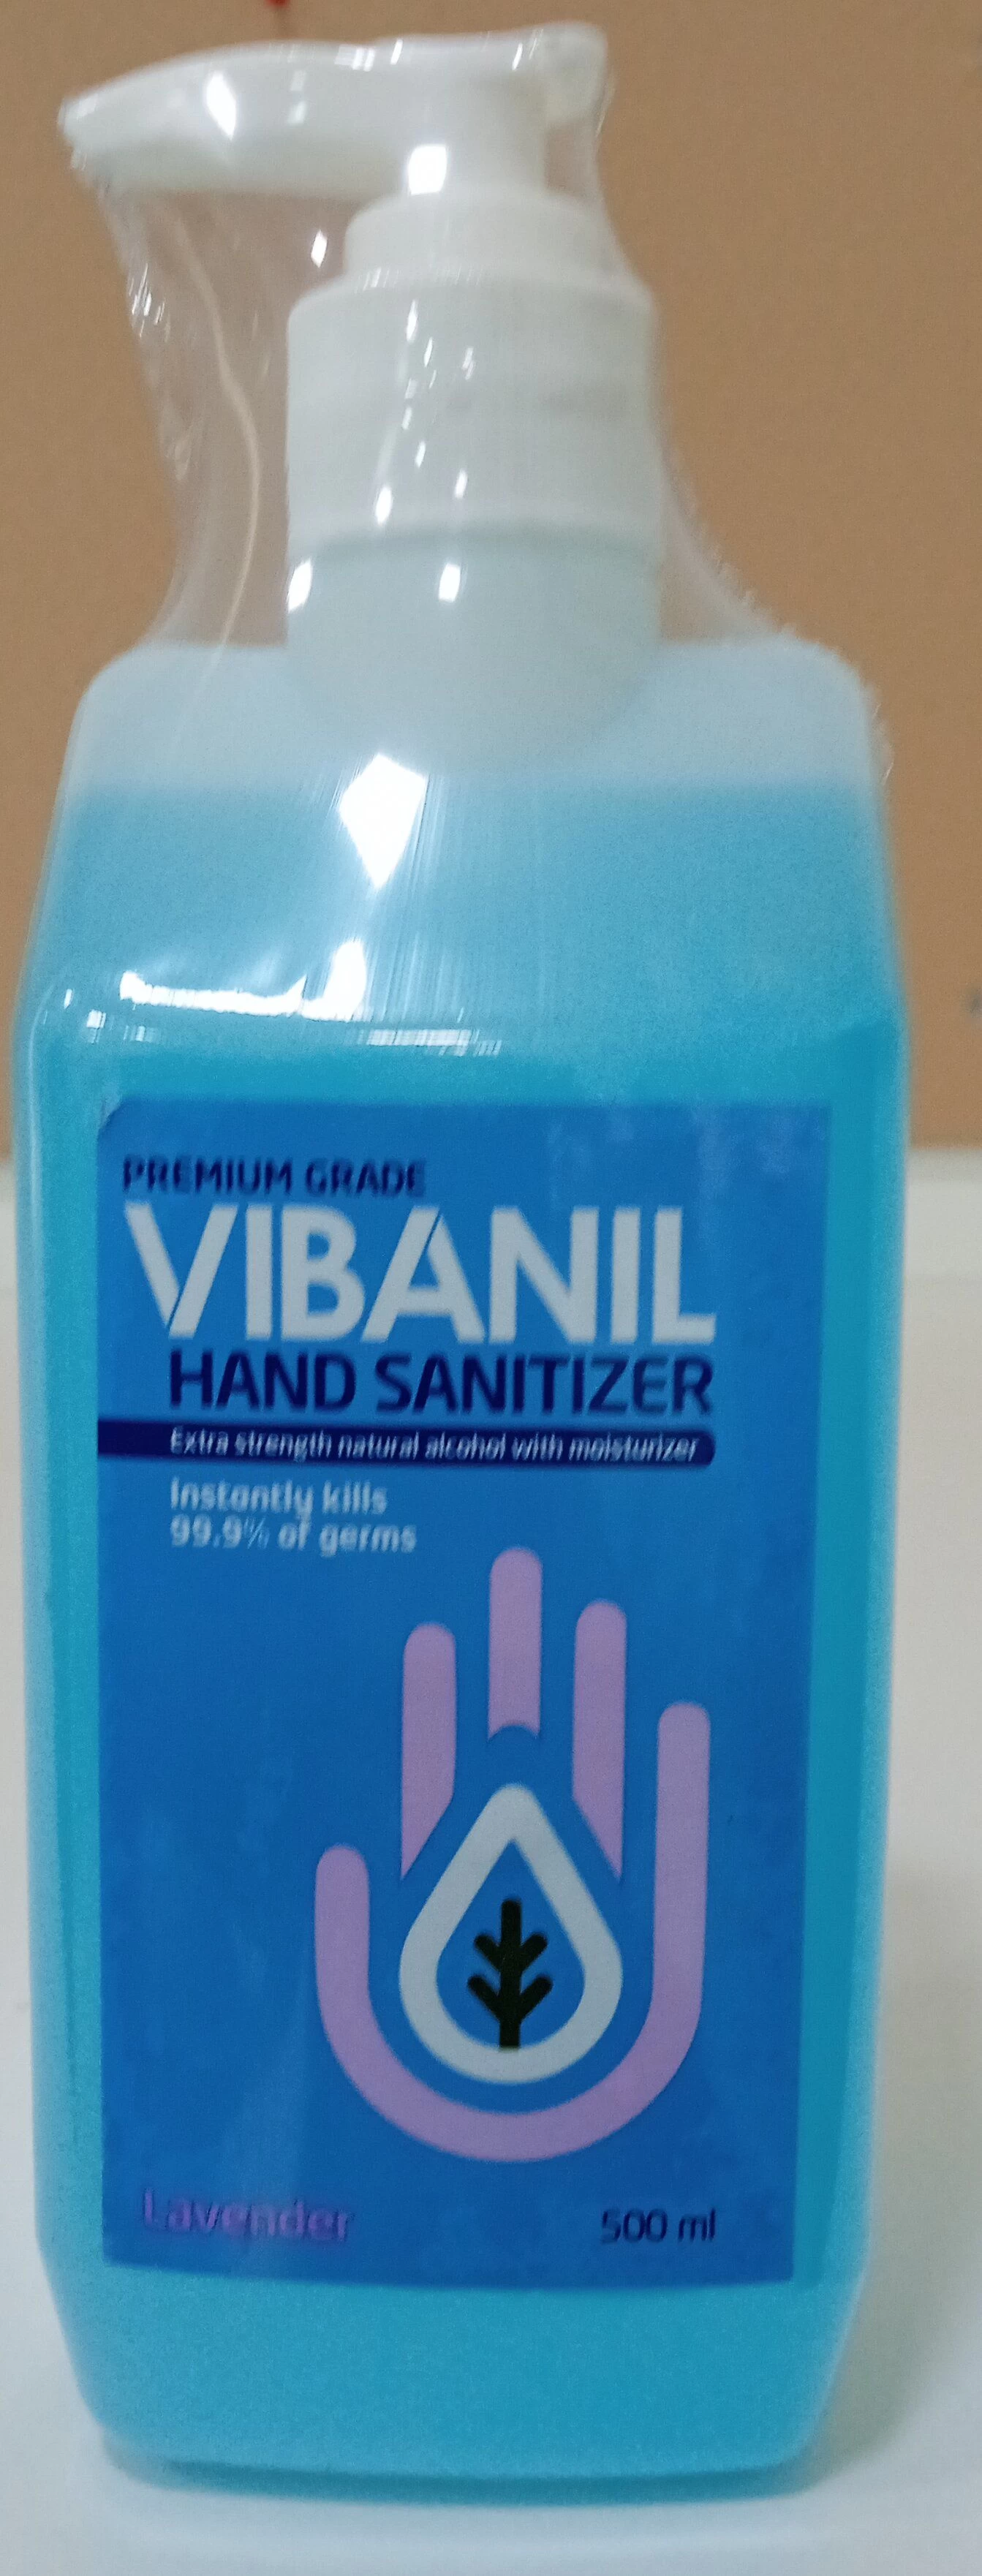 PREMIUM GRADE
VIBANIL
HAND SANITIZER
Extra strength natural alcohol with moisturizer
Instantly kills
99.9% of germs
Lavender
500 ml